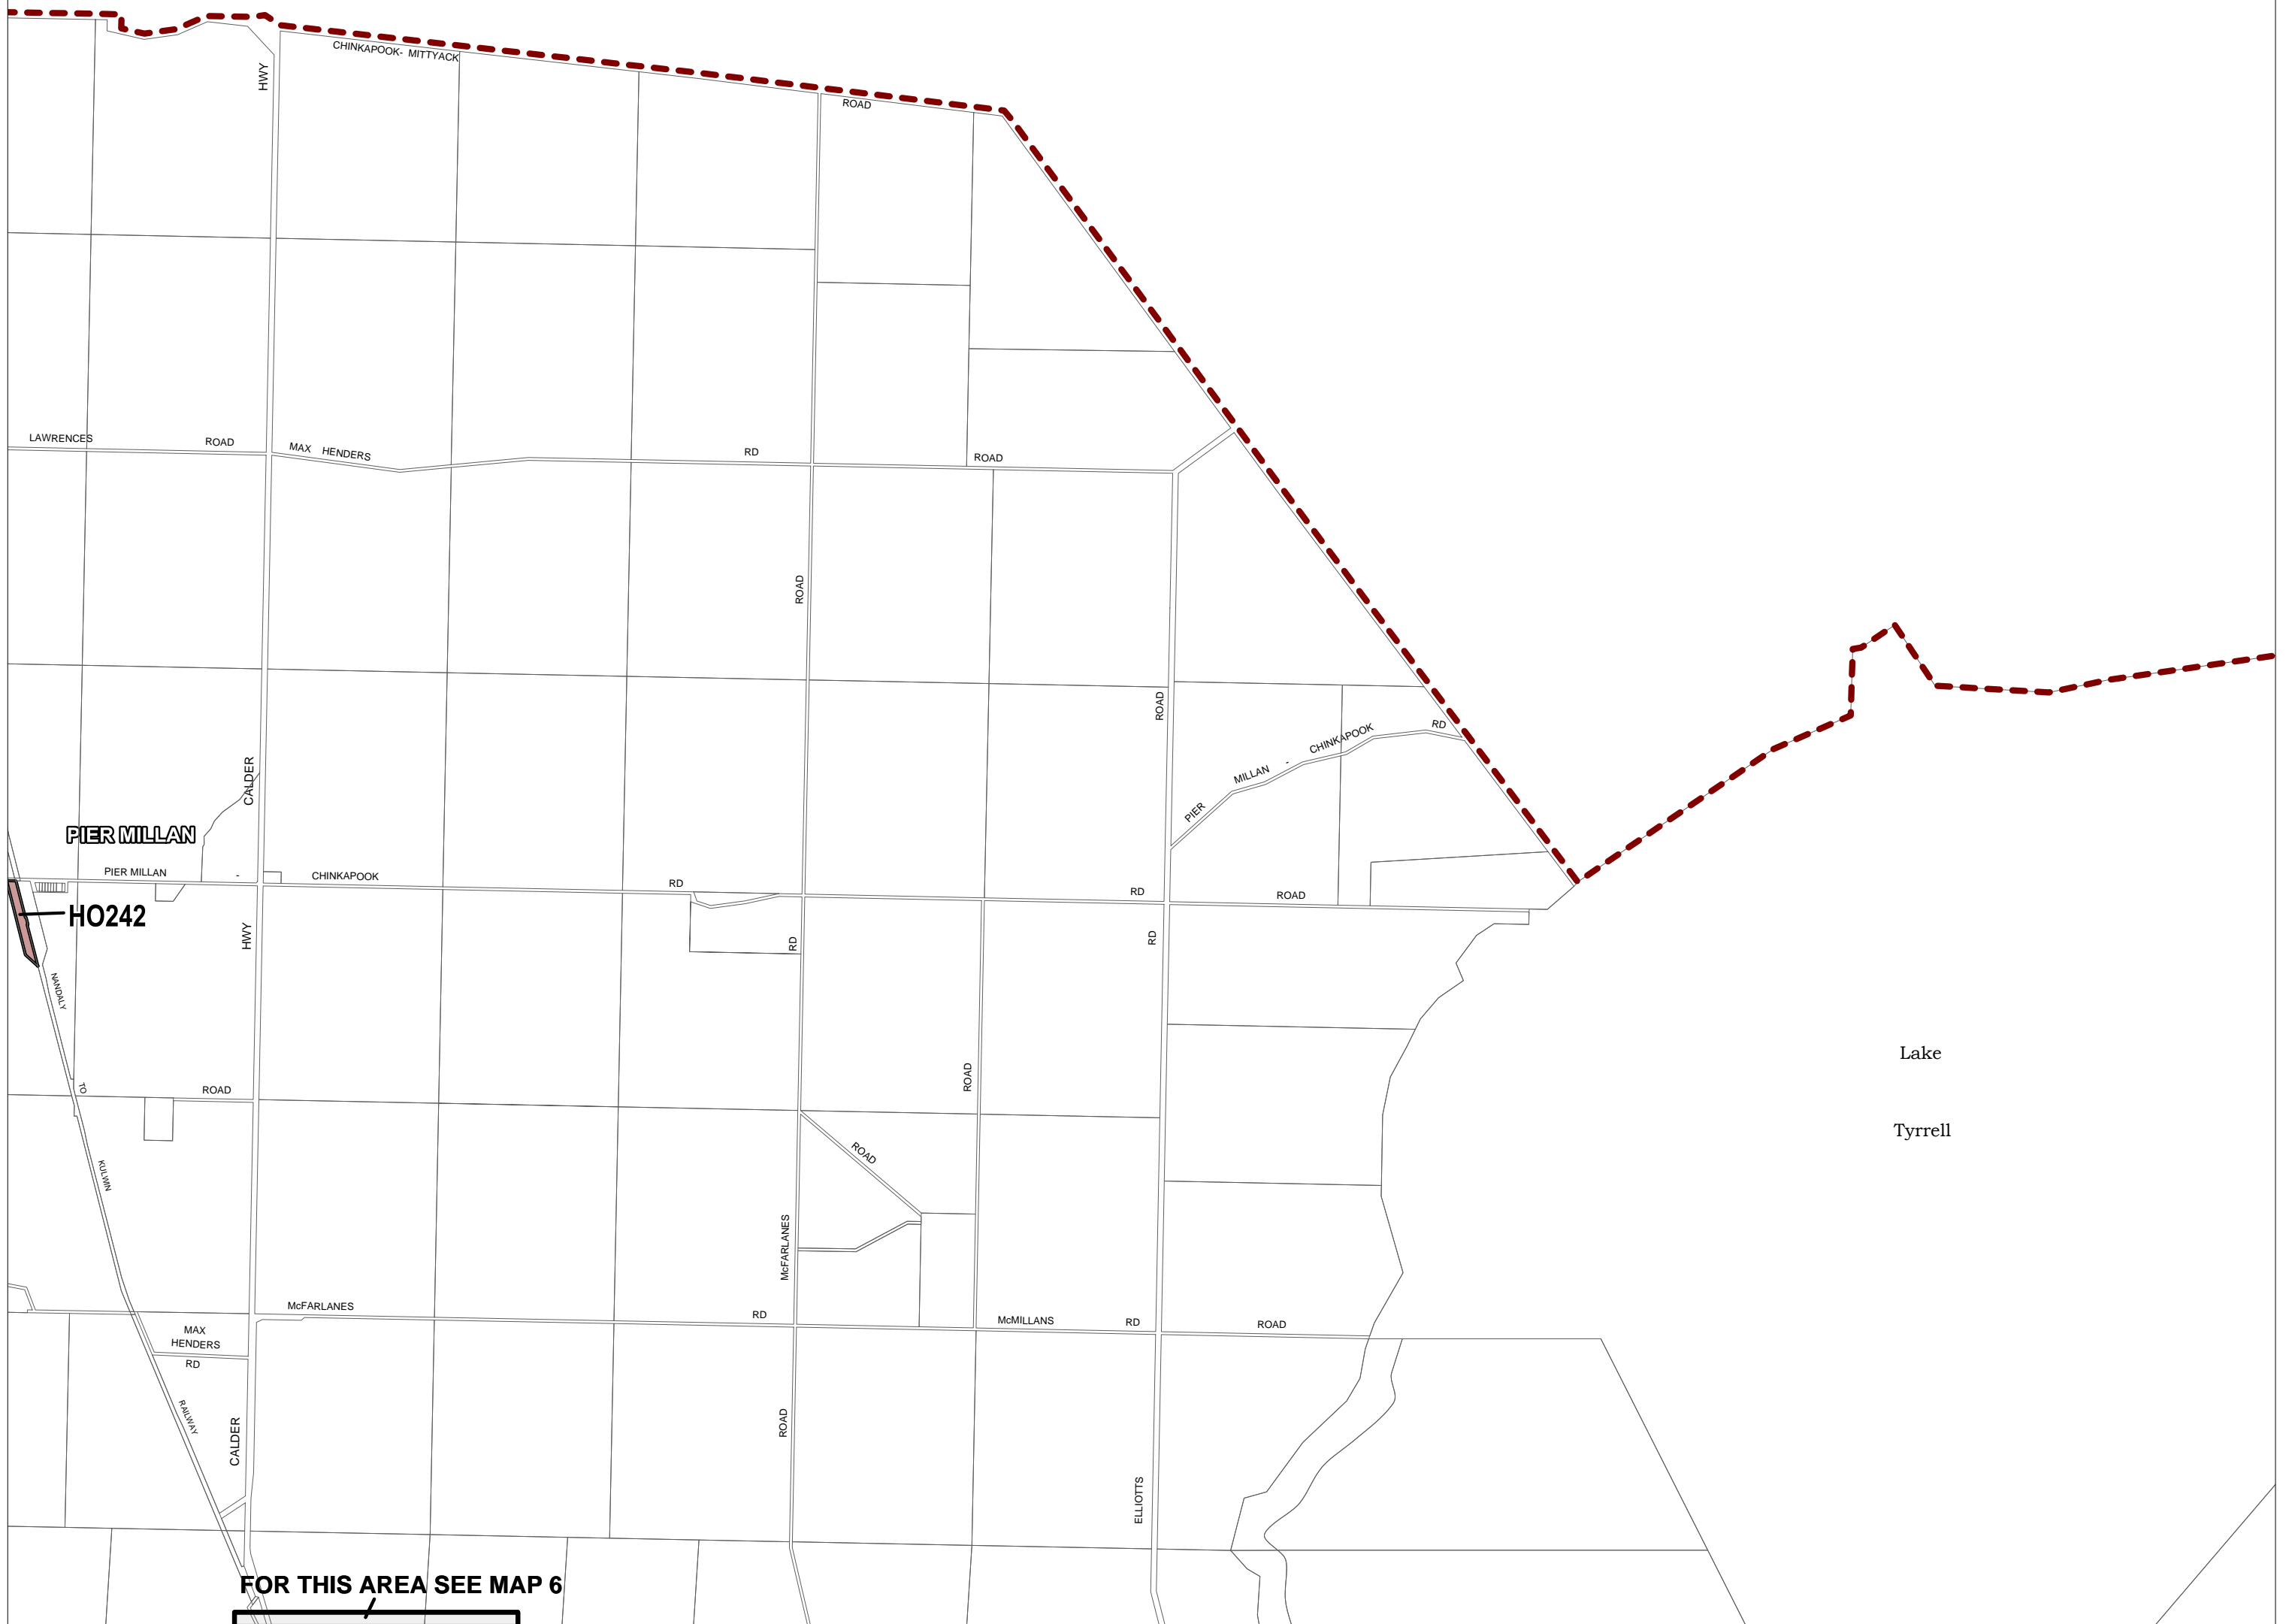 HWY
CHINKAPOOK- MITTYACK
ROAD
LAWRENCES
ROAD
MAX HENDERS
RD
ROAD
ROAD
ROAD
CHINKAPOOK
RD
MILLAN -
PIER
CALDER
PIER MILLAN
PIER MILLAN
-
CHINKAPOOK
RD
RD
ROAD
HO242
HWY
RD
RD
NANDALY
Lake
TO
ROAD
ROAD
Tyrrell
ROAD
KULWIN
McFARLANES
McFARLANES
RD
McMILLANS
RD
ROAD
MAX
HENDERS
RD
RAILWAY
CALDER
ROAD
ELLIOTTS
FOR THIS AREA SEE MAP 6